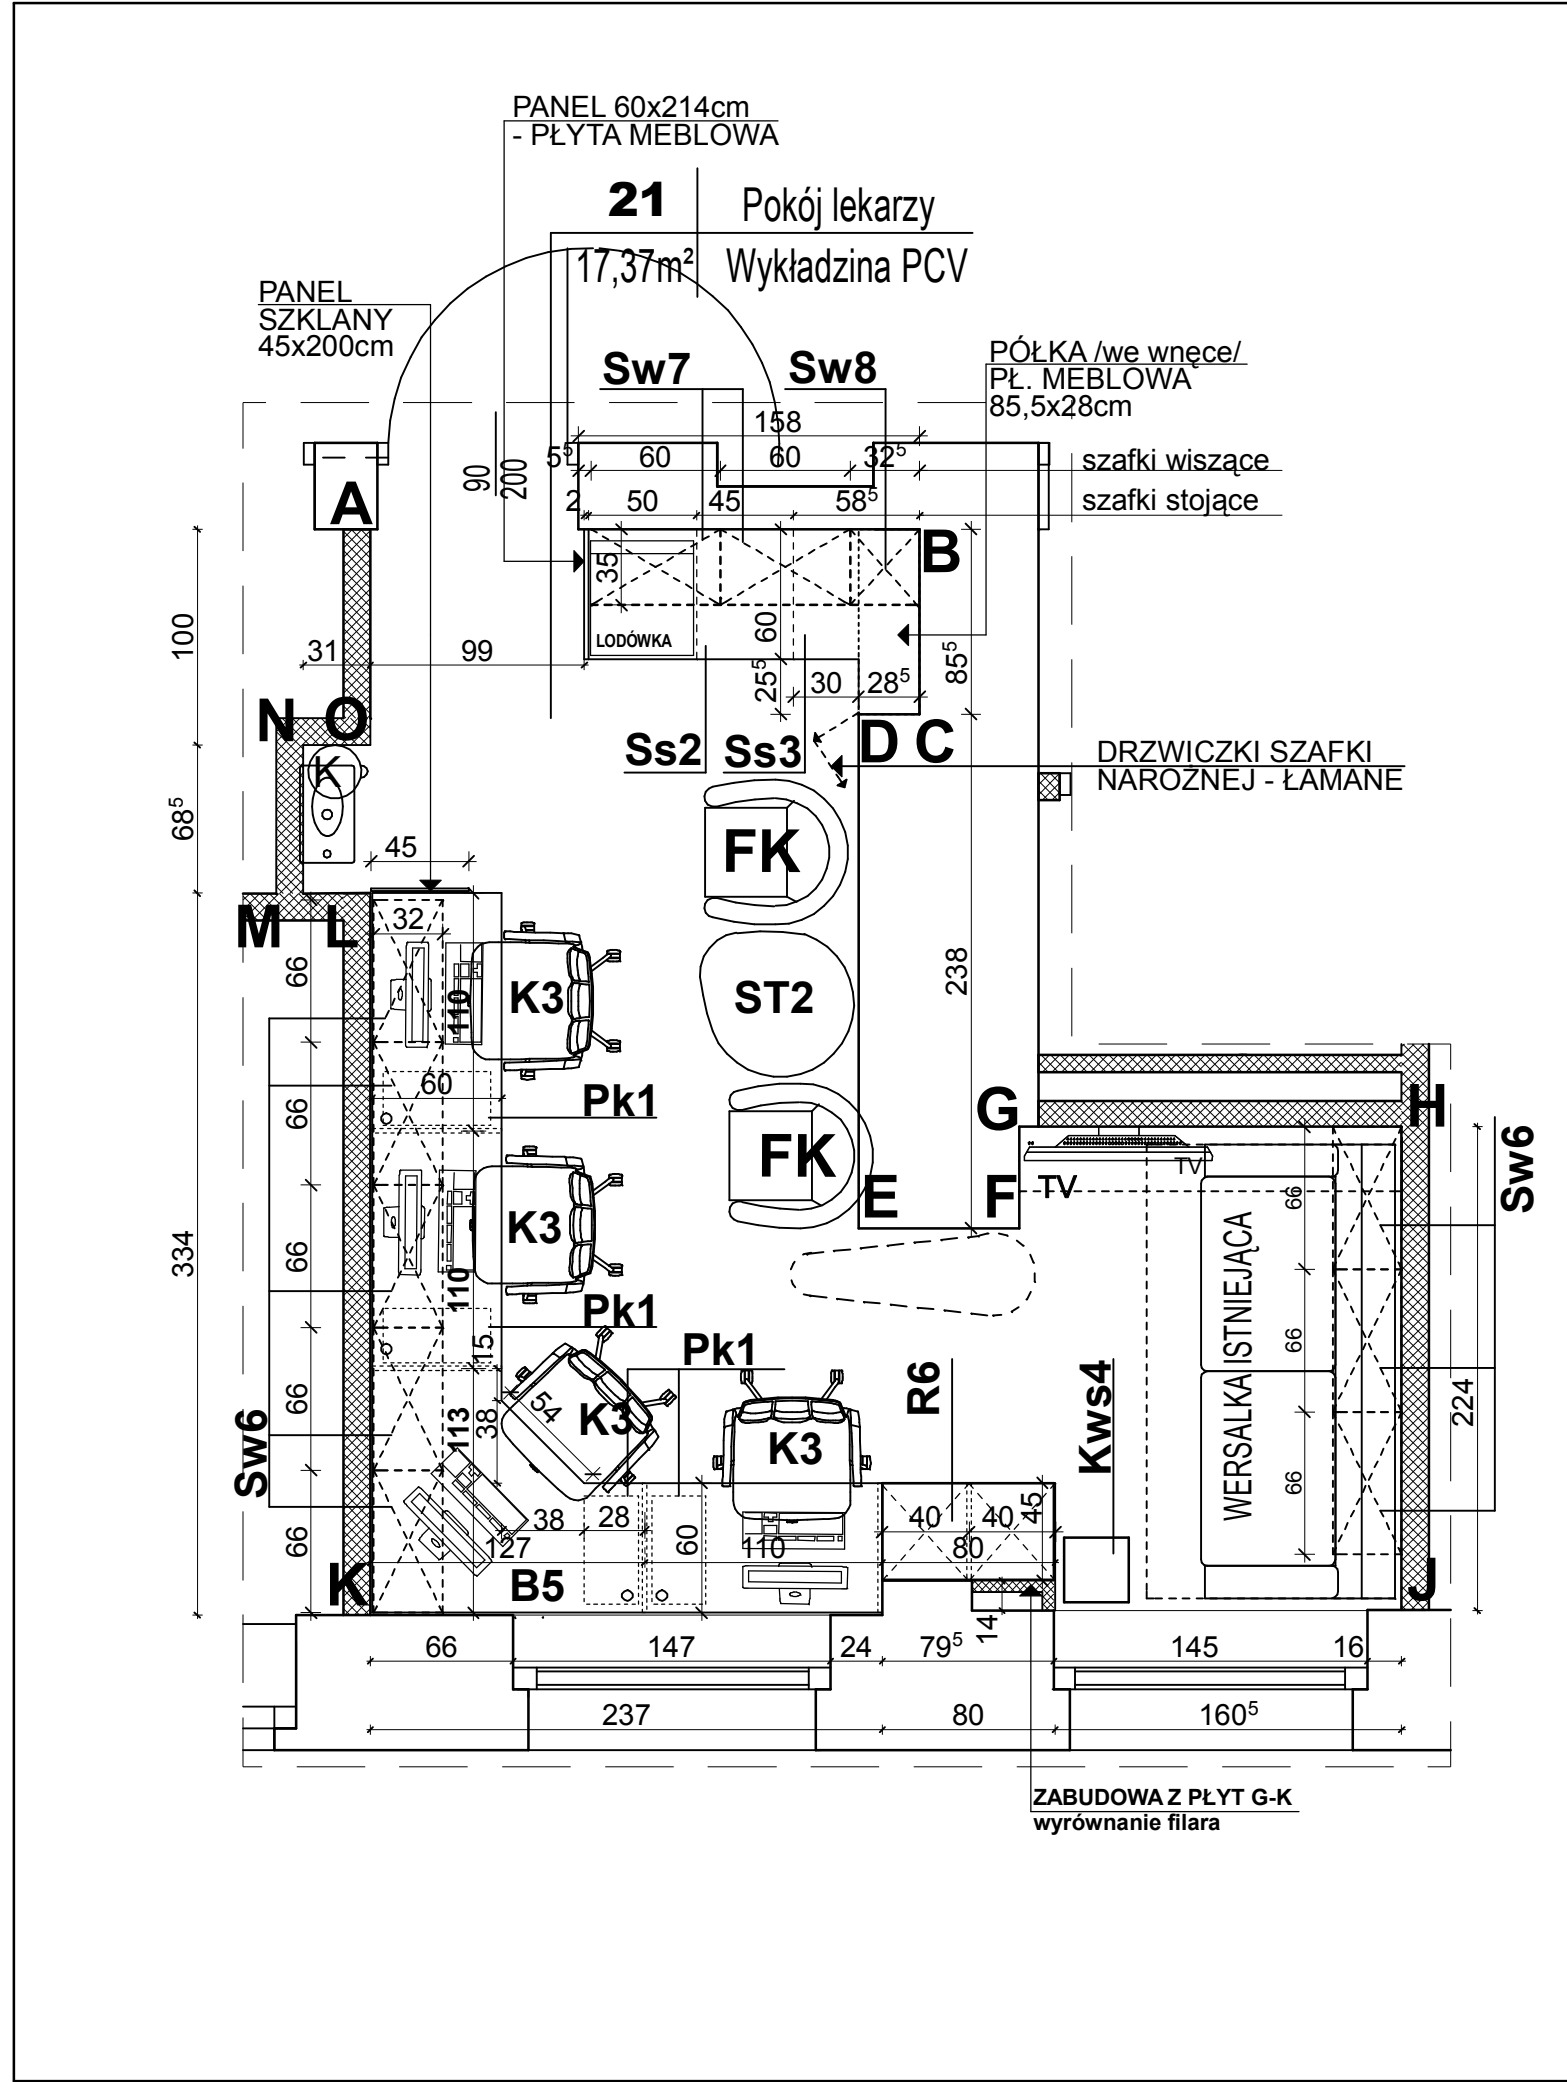 PANEL 60x214cm
- PŁYTA MEBLOWA
21 Pokój lekarzy
17,37m² Wykładzina PCV
PANEL
SZKLANY
45x200cm
Sw7
Sw8
PÓŁKA /we wnęce/
PŁ. MEBLOWA
85,5x28cm
158
5⁵ 60 60 32⁵
szafki wiszące
90
200
2 50 45 58⁵
szafki stojące
A
B
35
LODÓWKA
60
100
31
99
25⁵
30
28⁵
85⁵
N O
Ss2
Ss3
D C
DRZWICZKI SZAFKI
NAROŻNEJ - ŁAMANE
K
68⁵
45
FK
M L
32
66
110
K3
ST2
238
60
Pk1
66
G
H
FK
TV
TV
E
F
Sw6
K3
66
334
110
Pk1
66
15
Pk1
R6
Kws4
WERSALKA ISTNIEJĄCA
66
66
66
224
Sw6
66
113
38
54
K3
K3
38
28
60
40
40
45
127
110
80
66
K
B5
J
14
66
147
24
79⁵
145
16
237
80
160⁵
ZABUDOWA Z PŁYT G-K
wyrównanie filara